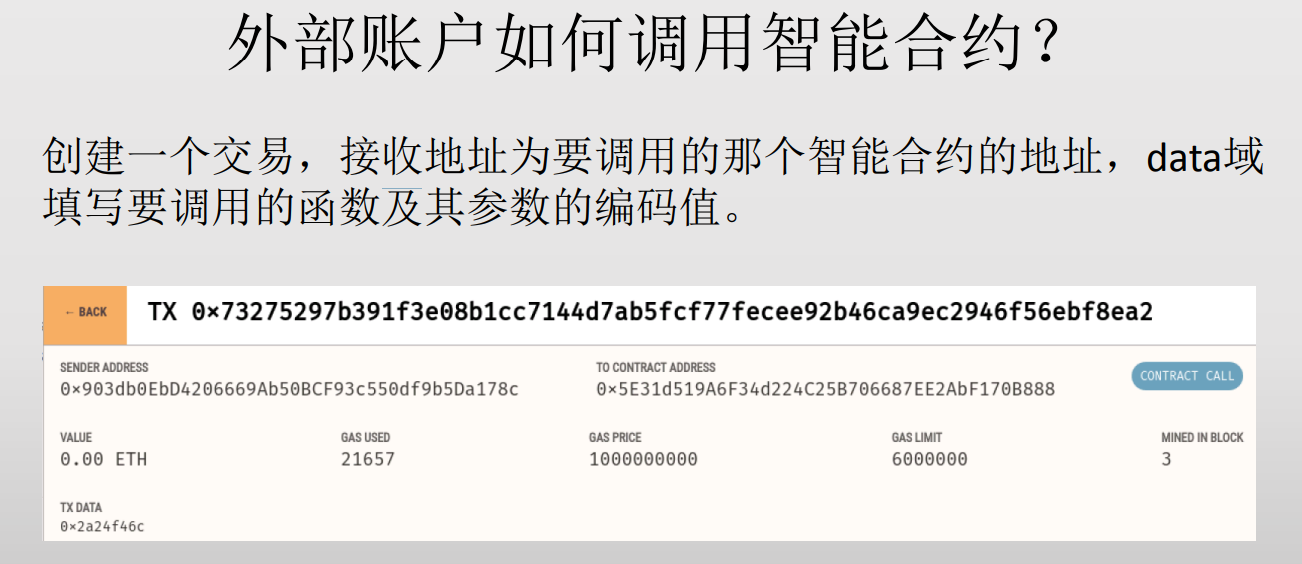 外部账户如何调用智能合约？
创建一个交易，接收地址为要调用的那个智能合约的地址，data域
填写要调用的函数及其参数的编码值。
← BACK TX 0×73275297b391f3e08b1cc7144d7ab5fcf77fecee92b46ca9ec2946f56ebf8ea2
SENDER ADDRESS TO CONTRACT ADDRESS
0×903db0EbD4206669Ab50BCF93c550df9b5Da178c 0×5E31d519A6F34d224C25B706687EE2AbF170B888 CONTRACT CALL
VALUE GAS USED GAS PRICE GAS LIMIT MINED IN BLOCK
0.00 ETH 21657 1000000000 6000000 3
TX DATA
0×2a24f46c